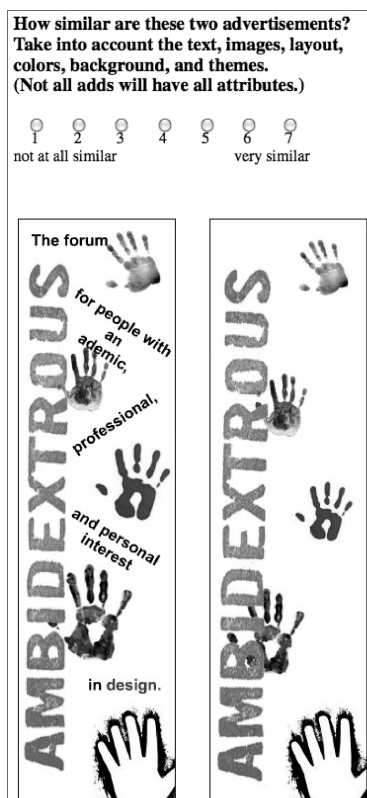 How similar are these two advertisements?
Take into account the text, images, layout,
colors, background, and themes.
(Not all adds will have all attributes.)
1 2 3 4 5 6 7
not at all similar very similar
The forum
for people with
an
ademic,
professional,
and personal
interest
in design.
AMBIDEXTROUS
AMBIDEXTROUS